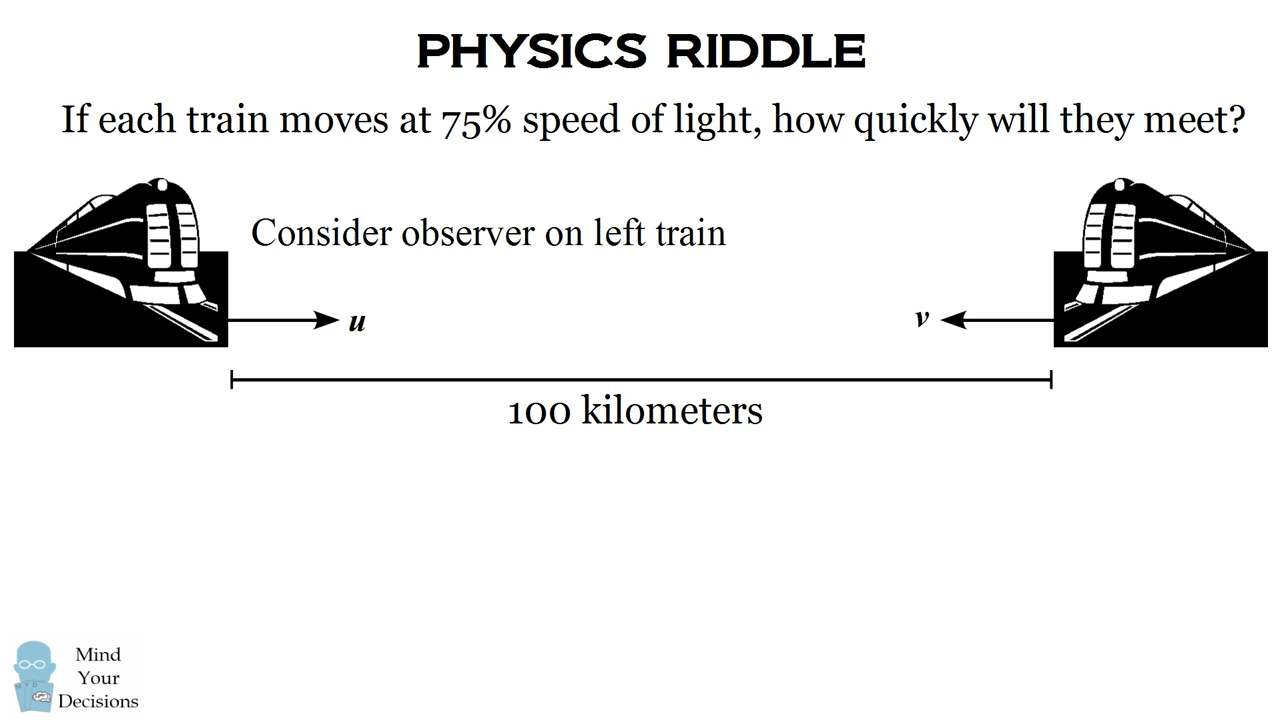 PHYSICS RIDDLE
If each train moves at 75% speed of light, how quickly will they meet?
Consider observer on left train
u
v
100 kilometers
Mind
Your
Decisions